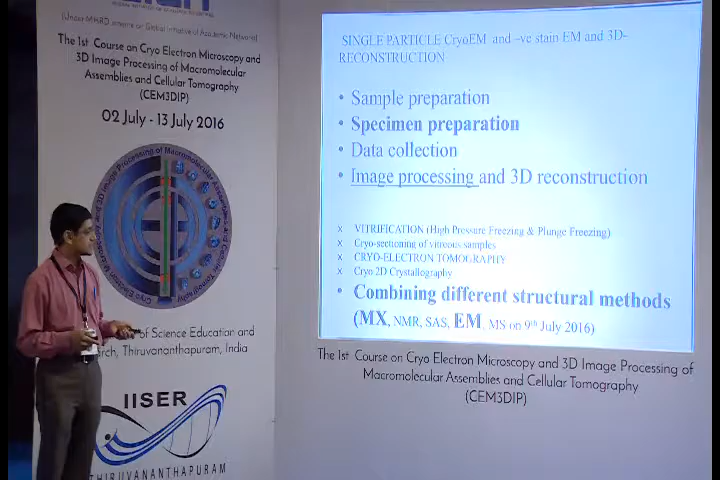 (Under MHRD scheme on Global Initiative of Academic Networks)
The 1st Course on Cryo Electron Microscopy and
3D Image Processing of Macromolecular
Assemblies and Cellular Tomography
(CEM3DIP)
02 July - 13 July 2016
of Science Education and
arch, Thiruvananthapuram, India
IISER
THIRUVANANTHAPURAM
SINGLE PARTICLE CryoEM and -ve stain EM and 3D-
RECONSTRUCTION
• Sample preparation
• Specimen preparation
• Data collection
• Image processing and 3D reconstruction
x VITRIFICATION (High Pressure Freezing & Plunge Freezing)
x Cryo-sectioning of vitreous samples
x CRYO-ELECTRON TOMOGRAPHY
x Cryo 2D Crystallography
• Combining different structural methods
(MX, NMR, SAS, EM, MS on 9th July 2016)
The 1st Course on Cryo Electron Microscopy and 3D Image Processing of
Macromolecular Assemblies and Cellular Tomography
(CEM3DIP)